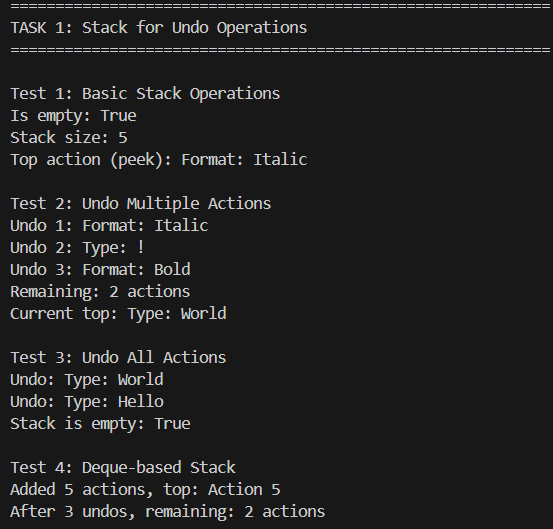 ============================================================
TASK 1: Stack for Undo Operations
============================================================
Test 1: Basic Stack Operations
Is empty: True
Stack size: 5
Top action (peek): Format: Italic
Test 2: Undo Multiple Actions
Undo 1: Format: Italic
Undo 2: Type: !
Undo 3: Format: Bold
Remaining: 2 actions
Current top: Type: World
Test 3: Undo All Actions
Undo: Type: World
Undo: Type: Hello
Stack is empty: True
Test 4: Deque-based Stack
Added 5 actions, top: Action 5
After 3 undos, remaining: 2 actions